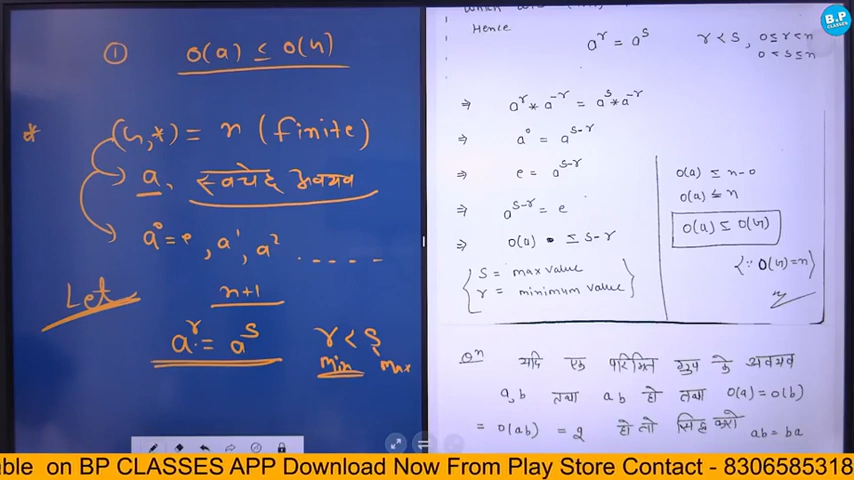 ① O(a) ≤ O(G)
* (G,*) = n (finite)
a, स्वेच्छ अवयव
a⁰ = e, a¹, a² ......
Let n+1
aʳ = aˢ r < s
min max
Hence
aʳ = aˢ r < s, 0 ≤ r < n
0 < s ≤ n
⇒ aʳ * a⁻ʳ = aˢ * a⁻ʳ
⇒ a⁰ = aˢ⁻ʳ
⇒ e = aˢ⁻ʳ
⇒ aˢ⁻ʳ = e
⇒ O(a) ≤ s-r
{ S = max value
r = minimum value }
O(a) ≤ n-0
O(a) ≤ n
O(a) ≤ O(G)
{∵ O(G) = n}
Qⁿ यदि एक परिमित ग्रुप के अवयव
a, b तथा ab हो तथा O(a) = O(b)
= O(ab) = 2 हो तो सिद्ध करो ab = ba
B.P
CLASSES
able on BP CLASSES APP Download Now From Play Store Contact - 8306585318